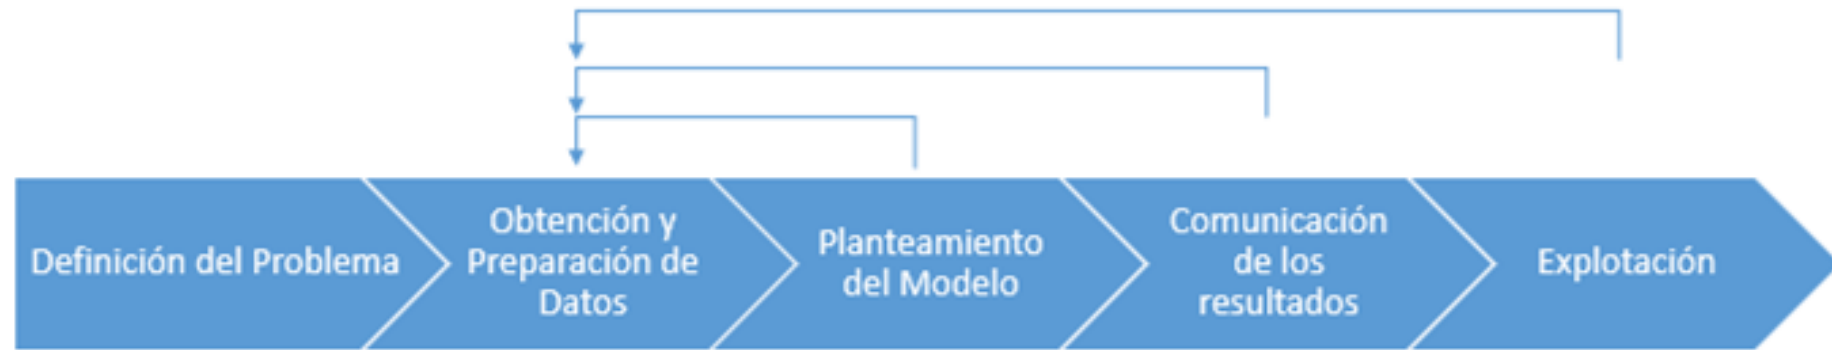 Definición del Problema
Obtención y
Preparación de
Datos
Planteamiento
del Modelo
Comunicación
de los
resultados
Explotación